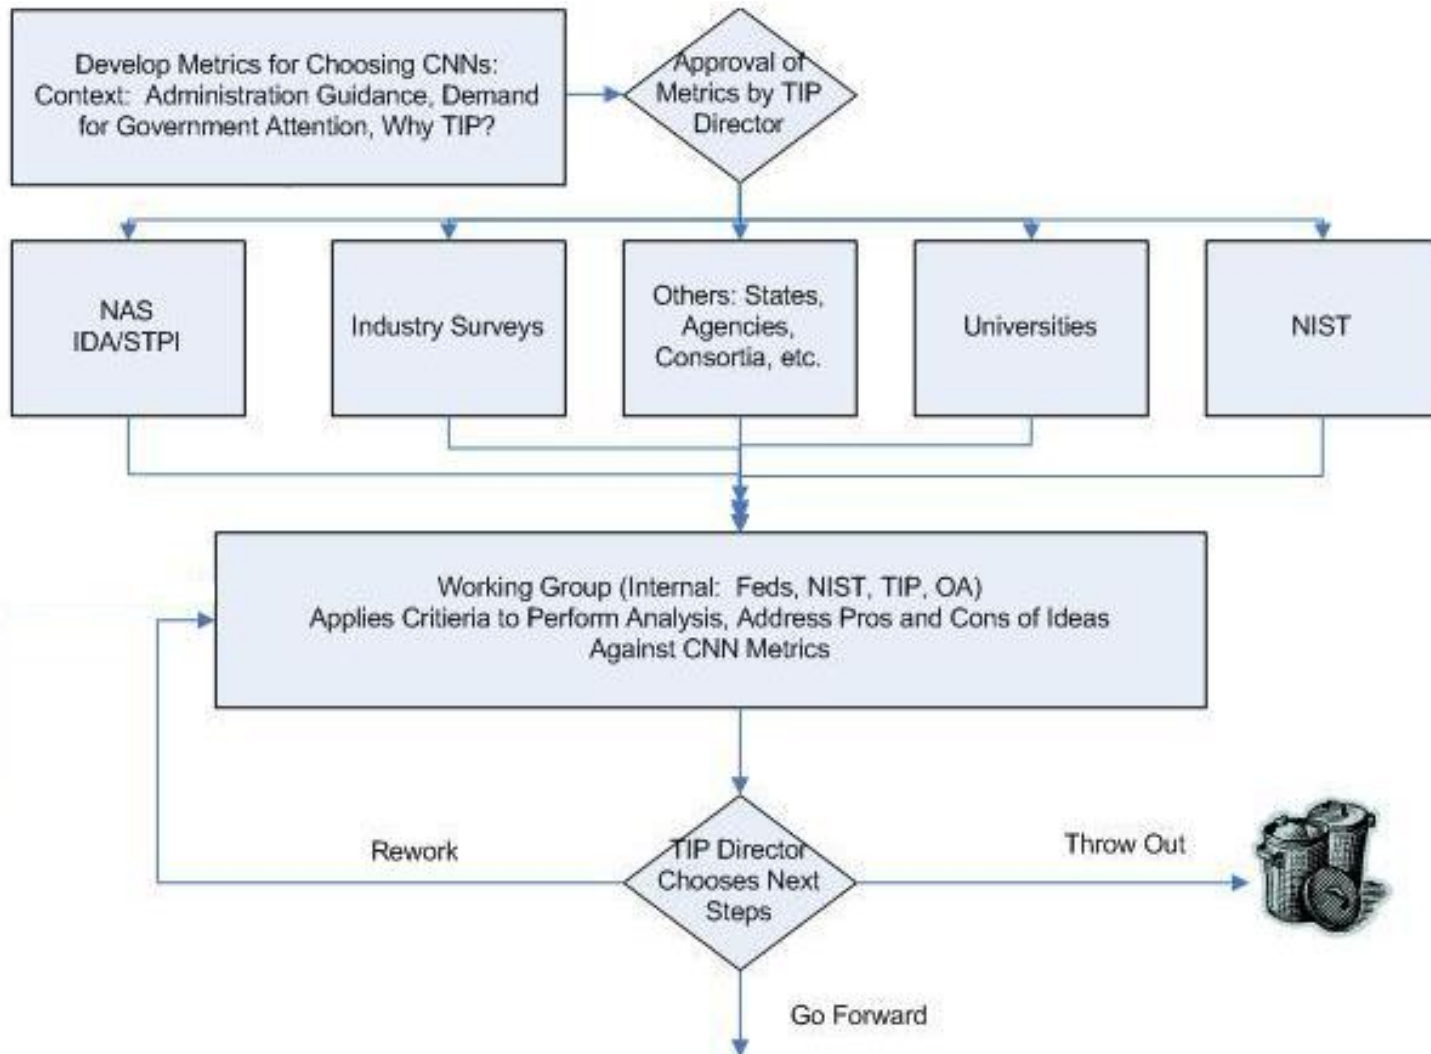 Develop Metrics for Choosing CNNs:
Context:  Administration Guidance, Demand
for Government Attention, Why TIP?
Approval of
Metrics by TIP
Director
NAS
IDA/STPI
Industry Surveys
Others: States,
Agencies,
Consortia, etc.
Universities
NIST
Working Group (Internal:  Feds, NIST, TIP, OA)
Applies Critieria to Perform Analysis, Address Pros and Cons of Ideas
Against CNN Metrics
Rework
TIP Director
Chooses Next
Steps
Throw Out
Go Forward